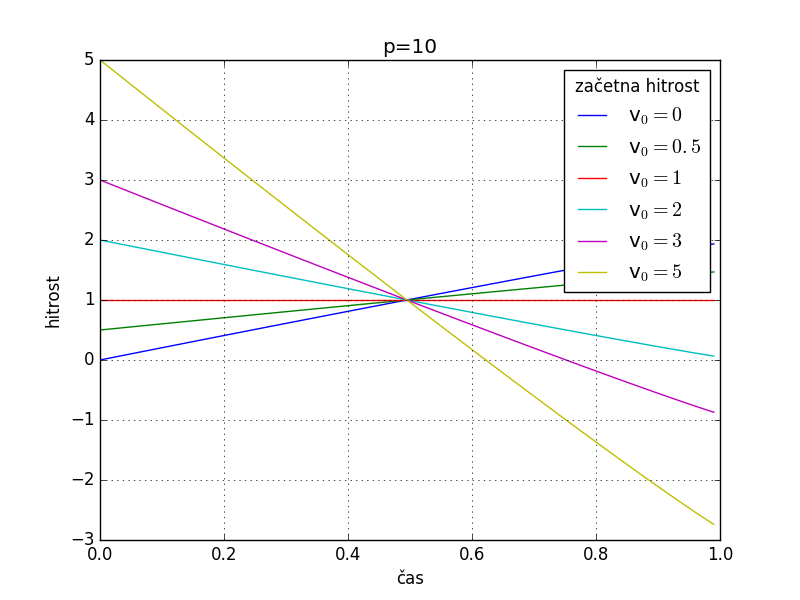 p=10
5
4
3
2
1
0
−1
−2
−3
0.0 0.2 0.4 0.6 0.8 1.0
hitrost
čas
začetna hitrost
v₀ = 0
v₀ = 0.5
v₀ = 1
v₀ = 2
v₀ = 3
v₀ = 5